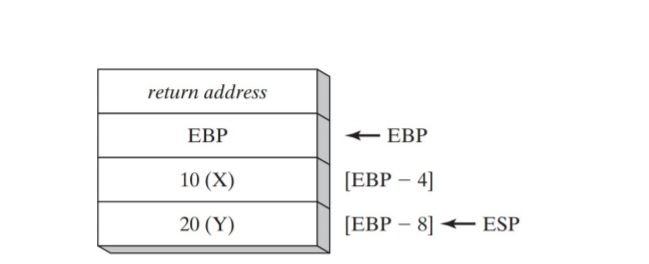 return address
EBP ← EBP
10 (X) [EBP – 4]
20 (Y) [EBP – 8] ← ESP